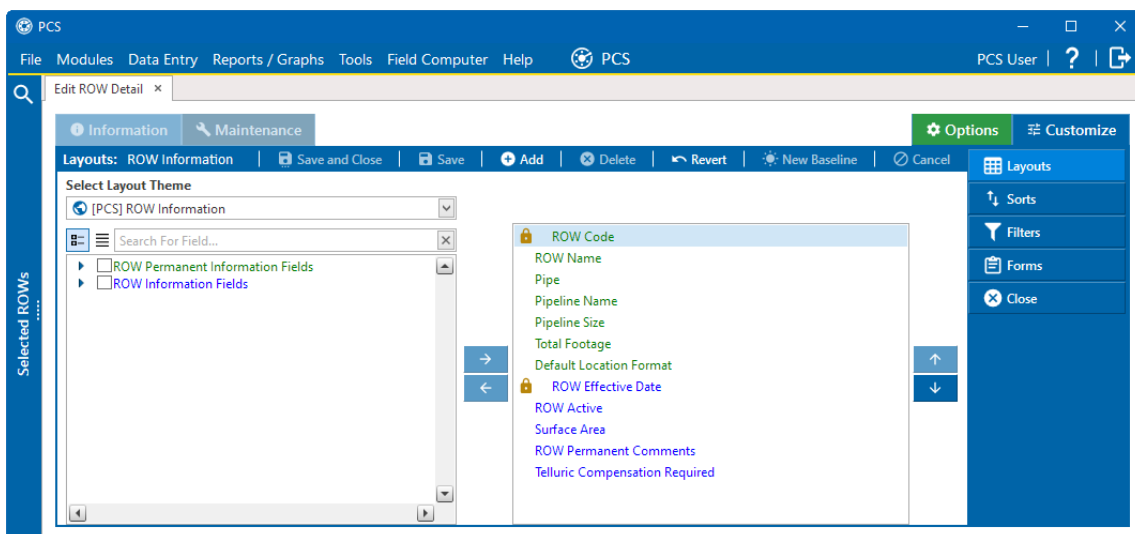 PCS
File Modules Data Entry Reports / Graphs Tools Field Computer Help PCS PCS User | ? |
Edit ROW Detail ×
Information Maintenance Options Customize
Layouts: ROW Information | Save and Close | Save | Add | Delete | Revert | New Baseline | Cancel
Layouts
Sorts
Filters
Forms
Close
Select Layout Theme
[PCS] ROW Information
Search For Field...
ROW Permanent Information Fields
ROW Information Fields
ROW Code
ROW Name
Pipe
Pipeline Name
Pipeline Size
Total Footage
Default Location Format
ROW Effective Date
ROW Active
Surface Area
ROW Permanent Comments
Telluric Compensation Required
Selected ROWs